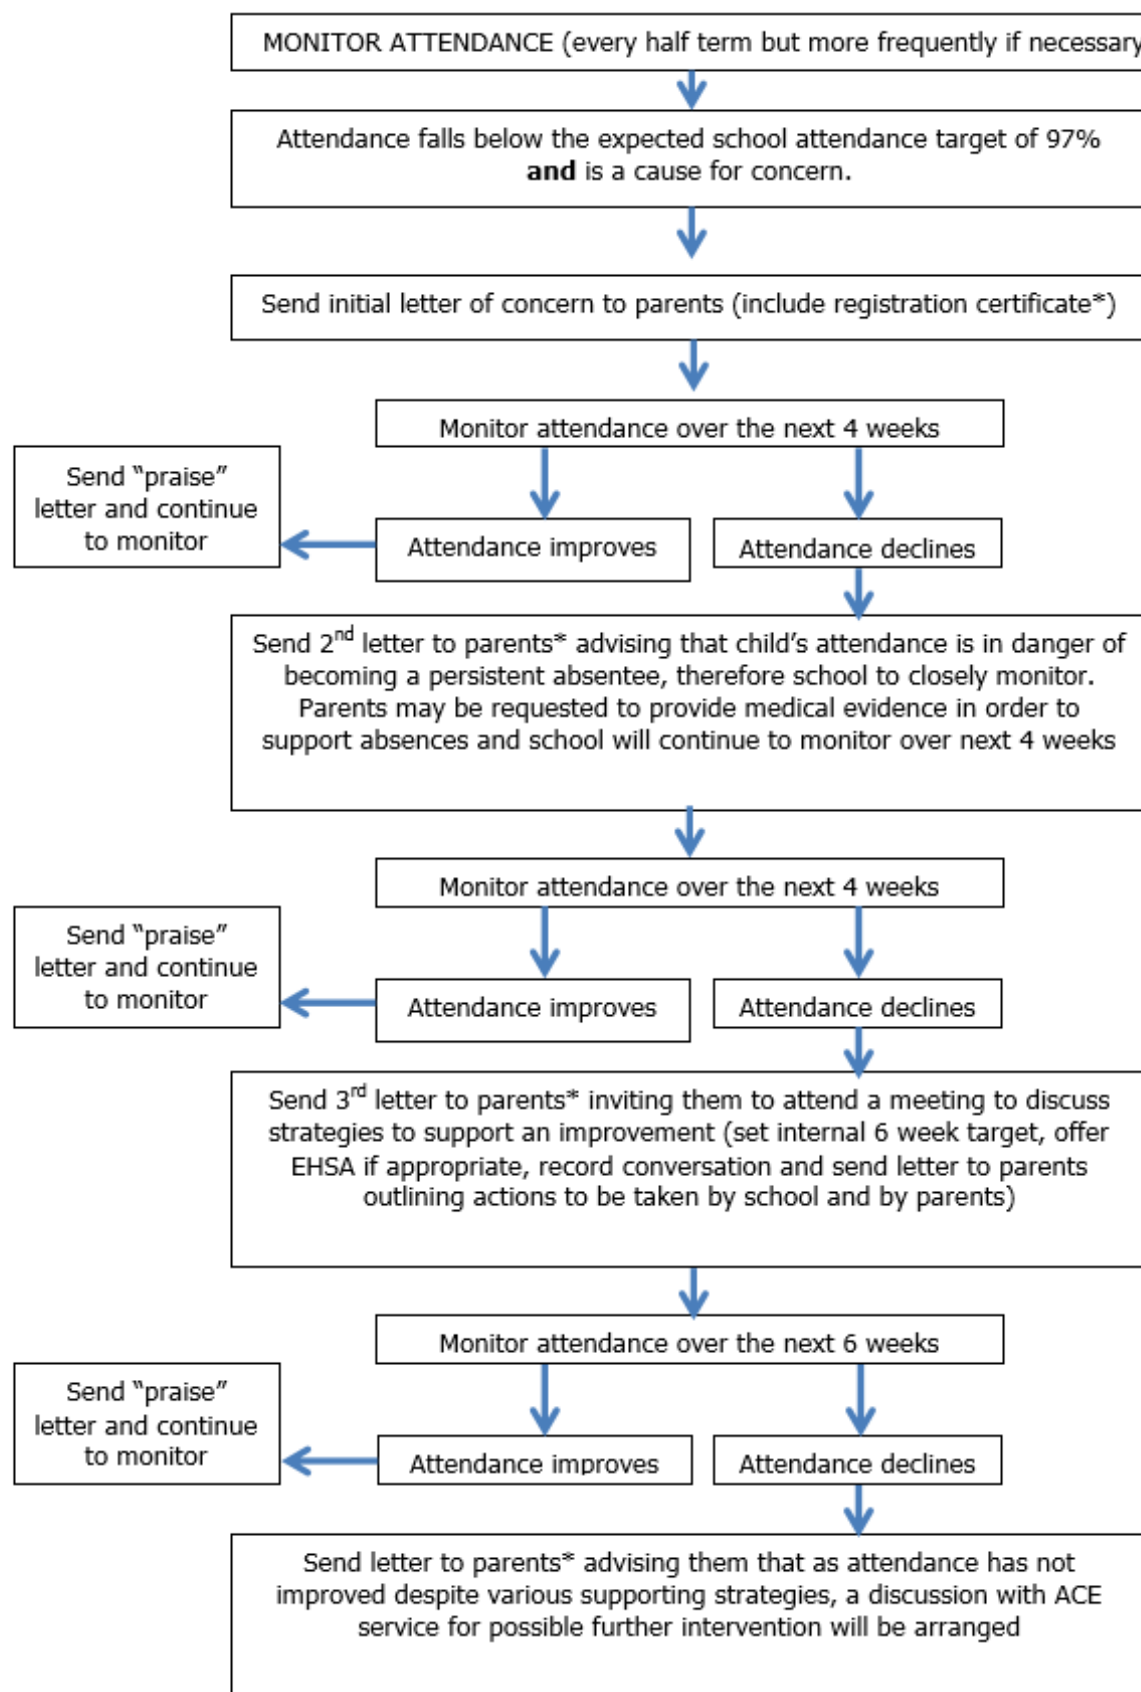 MONITOR ATTENDANCE (every half term but more frequently if necessary
Attendance falls below the expected school attendance target of 97%
and is a cause for concern.
Send initial letter of concern to parents (include registration certificate*)
Monitor attendance over the next 4 weeks
Send “praise”
letter and continue
to monitor
Attendance improves
Attendance declines
Send 2nd letter to parents* advising that child’s attendance is in danger of
becoming a persistent absentee, therefore school to closely monitor.
Parents may be requested to provide medical evidence in order to
support absences and school will continue to monitor over next 4 weeks
Monitor attendance over the next 4 weeks
Send “praise”
letter and continue
to monitor
Attendance improves
Attendance declines
Send 3rd letter to parents* inviting them to attend a meeting to discuss
strategies to support an improvement (set internal 6 week target, offer
EHSA if appropriate, record conversation and send letter to parents
outlining actions to be taken by school and by parents)
Monitor attendance over the next 6 weeks
Send “praise”
letter and continue
to monitor
Attendance improves
Attendance declines
Send letter to parents* advising them that as attendance has not
improved despite various supporting strategies, a discussion with ACE
service for possible further intervention will be arranged